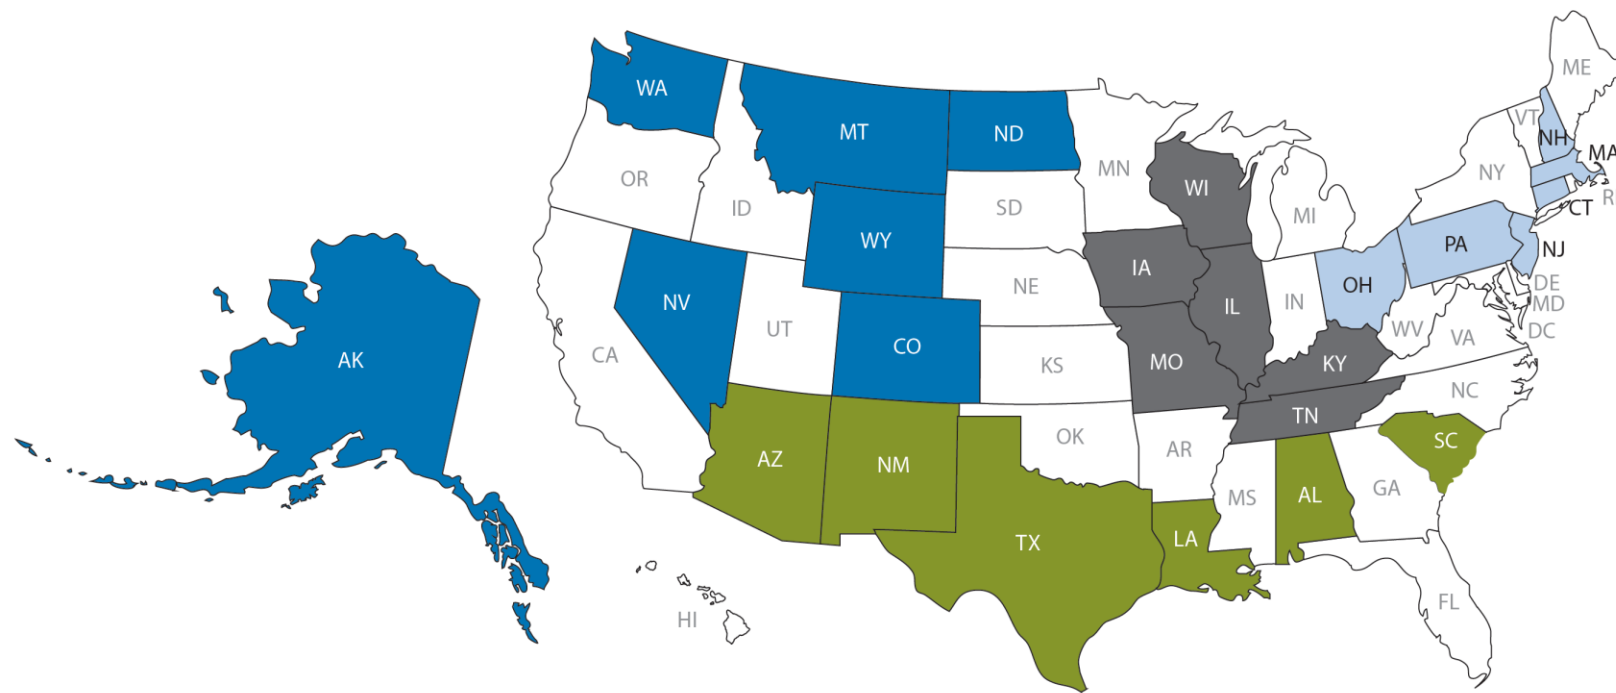 ME
WA
VT
MT
ND
NH
MA
MN
NY
OR
WI
RI
ID
SD
MI
CT
WY
PA
NJ
IA
NE
OH
DE
NV
IL
IN
MD
UT
WV
VA
DC
CA
CO
AK
KS
MO
KY
NC
TN
OK
SC
AZ
NM
AR
GA
MS
AL
TX
LA
FL
HI